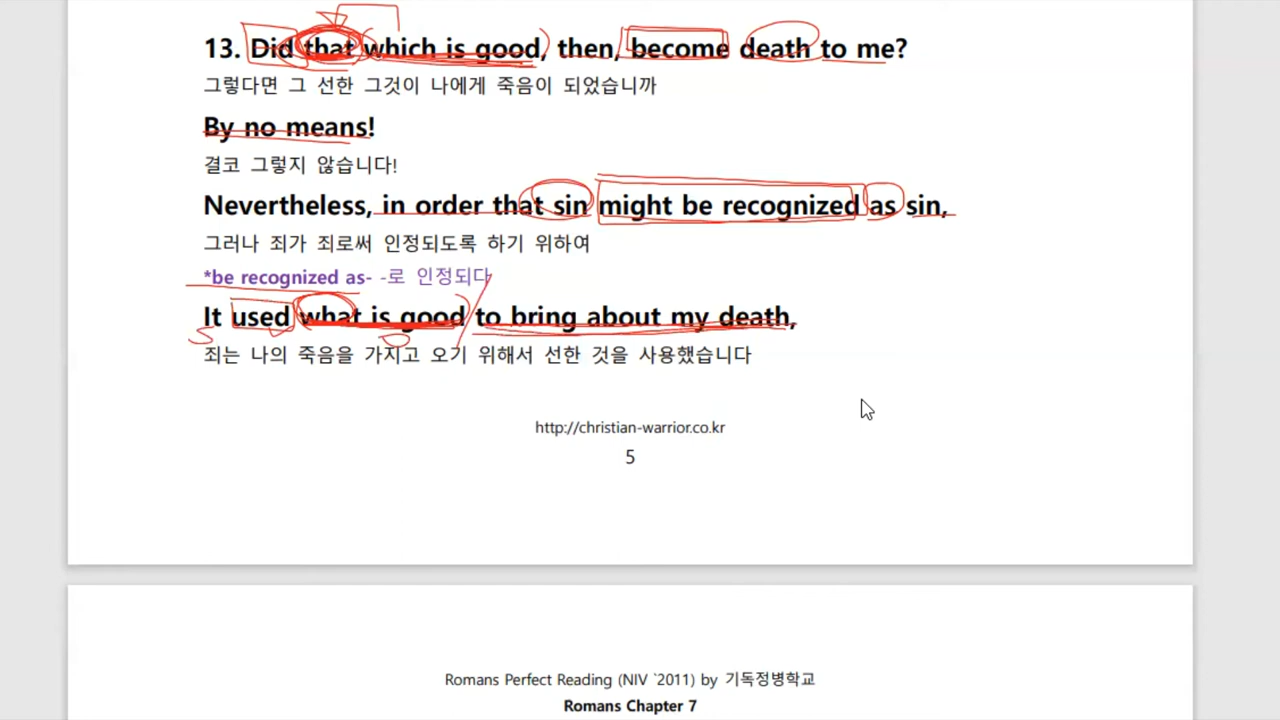 13. Did that which is good, then, become death to me?
그렇다면 그 선한 그것이 나에게 죽음이 되었습니까
By no means!
결코 그렇지 않습니다!
Nevertheless, in order that sin might be recognized as sin,
그러나 죄가 죄로써 인정되도록 하기 위하여
*be recognized as- -로 인정되다
It used what is good to bring about my death,
S
O
죄는 나의 죽음을 가지고 오기 위해서 선한 것을 사용했습니다
http://christian-warrior.co.kr
5
Romans Perfect Reading (NIV `2011) by 기독정병학교
Romans Chapter 7